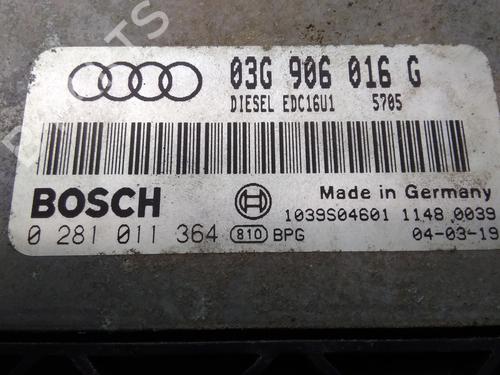 03G 906 016 G
DIESEL EDC16U1 5705
BOSCH
Made in Germany
1039S04601 1148 0039
0 281 011 364 810 BPG 04-03-19